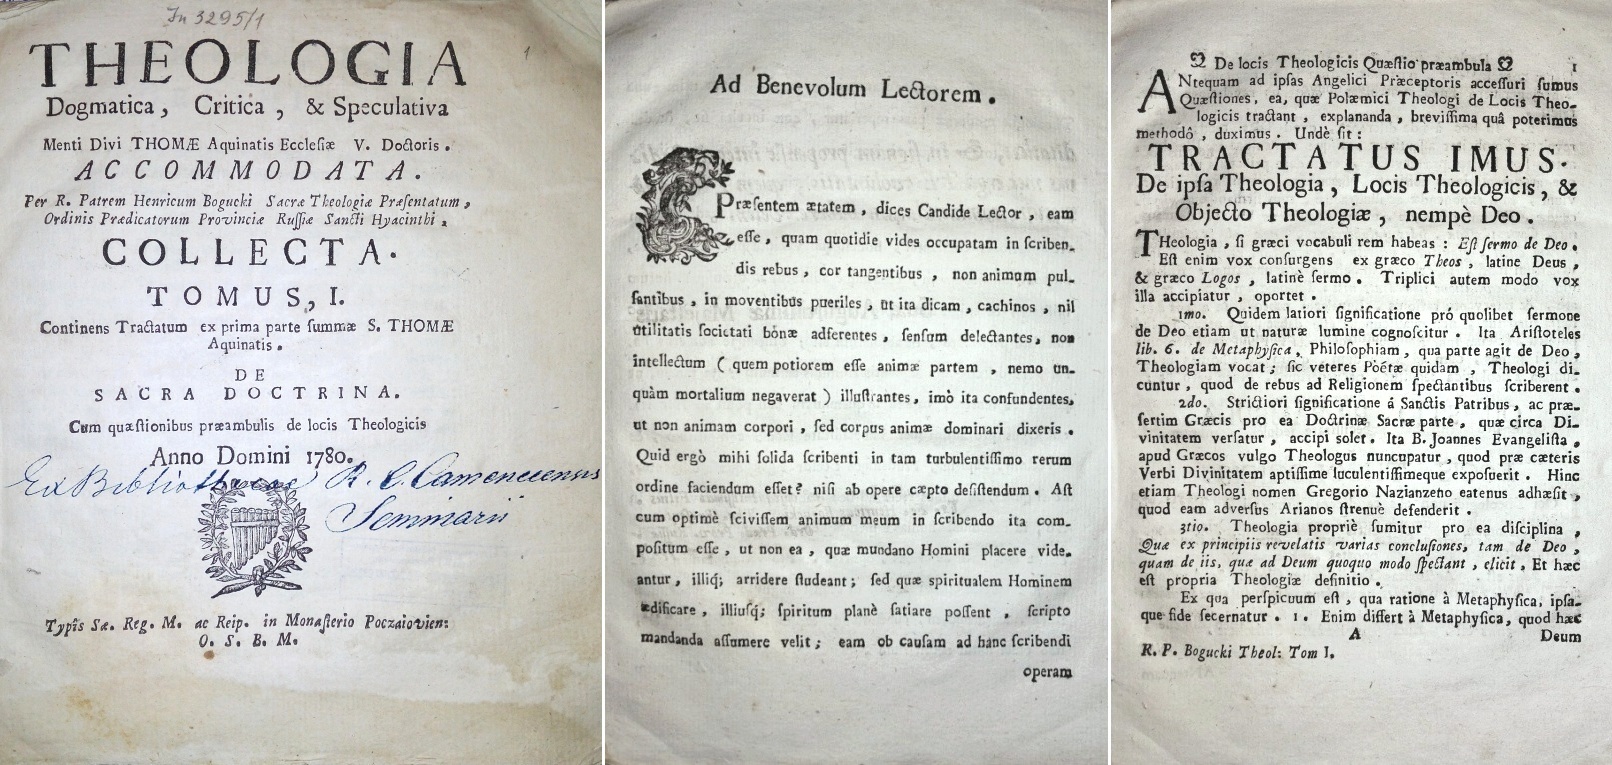 In 3295/1
1
THEOLOGIA
Dogmatica, Critica, & Speculativa
Menti Divi THOMÆ Aquinatis Eccleſiæ V. Doctoris.
ACCOMMODATA.
Per R. Patrem Henricum Bogucki Sacræ Theologiæ Præſentatum,
Ordinis Prædicatorum Provinciæ Ruſſiæ Sancti Hyacinthi,
COLLECTA.
TOMUS, I.
Continens Tractatum ex prima parte ſummæ S. THOMÆ
Aquinatis.
DE
SACRA DOCTRINA.
Cum quæſtionibus præambulis de locis Theologicis
Anno Domini 1780.
Ex Bibliothecae R. C. Camenecensis
Seminarii
Typîs Sæ. Reg. M. ac Reip. in Monaſterio Poczaiovien:
O. S. B. M.
Ad Benevolum Lectorem.
Præſentem ætatem, dices Candide Lector, eam
eſſe, quam quotidie vides occupatam in ſcriben-
dis rebus, cor tangentibus, non animam pul-
ſantibus, in moventibûs pueriles, ut ita dicam, cachinos, nil
utilitatis ſocietati bónæ adferentes, ſenſum delectantes, non
intellectum ( quem potiorem eſſe animæ partem, nemo un-
quàm mortalium negaverat ) illuſtrantes, imò ita confundentes,
ut non animam corpori, ſed corpus animæ dominari dixeris.
Quid ergò mihi ſolida ſcribenti in tam turbulentiſſimo rerum
ordine faciendum eſſet? niſi ab opere cæpto deſiſtendum. Aſt
cum optimè ſciviſſem animum meum in ſcribendo ita com-
poſitum eſſe, ut non ea, quæ mundano Homini placere vide-
antur, illiq; arridere ſtudeant; ſed quæ ſpiritualem Hominem
ædificare, illiuſq; ſpiritum planè ſatiare poſſent, ſcripto
mandanda aſſumere velit; eam ob cauſam ad hanc ſcribendi
operam
De locis Theologicis Quæſtio præambula 1
ANtequam ad ipſas Angelici Præceptoris acceſſuri ſumus
Quæſtiones, ea, quæ Polæmici Theologi de Locis Theo-
logicis tractant, explananda, breviſſima quâ poterimus
methodô, duximus. Undè ſit:
TRACTATUS IMUS.
De ipſa Theologia, Locis Theologicis, &
Objecto Theologiæ, nempè Deo.
THeologia, ſi græci vocabuli rem habeas: Eſt ſermo de Deo.
Eſt enim vox conſurgens ex græco Theos, latine Deus,
& græco Logos, latinè ſermo. Triplici autem modo vox
illa accipiatur, oportet.
1mo. Quidem latiori ſignificatione pró quolibet ſermone
de Deo etiam ut naturæ lumine cognoſcitur. Ita Ariſtoteles
lib. 6. de Metaphyſica, Philoſophiam, qua parte agit de Deo,
Theologiam vocat; ſic veteres Poétæ quidam, Theologi di-
cuntur, quod de rebus ad Religionem ſpectantibus ſcriberent.
2do. Strictiori ſignificatione á Sanctis Patribus, ac præ-
ſertim Græcis pro ea Doctrinæ Sacræ parte, quæ circa Di-
vinitatem verſatur, accipi ſolet. Ita B. Joannes Evangeliſta,
apud Græcos vulgo Theologus nuncupatur, quod præ cæteris
Verbi Divinitatem aptiſſime luculentiſſimeque expoſuerit. Hinc
etiam Theologi nomen Gregorio Nazianzeno eatenus adhæſit,
quod eam adverſus Arianos ſtrenuè defenderit.
3tio. Theologia propriè ſumitur pro ea diſciplina,
Quæ ex principiis revelatis varias concluſiones, tam de Deo,
quam de iis, quæ ad Deum quoquo modo ſpectant, elicit, Et hæc
eſt propria Theologiæ definitio.
Ex qua perſpicuum eſt, qua ratione à Metaphyſica, ipſa-
que fide ſecernatur. 1. Enim differt à Metaphyſica, quod hæc
A Deum
R. P. Bogucki Theol: Tom I.